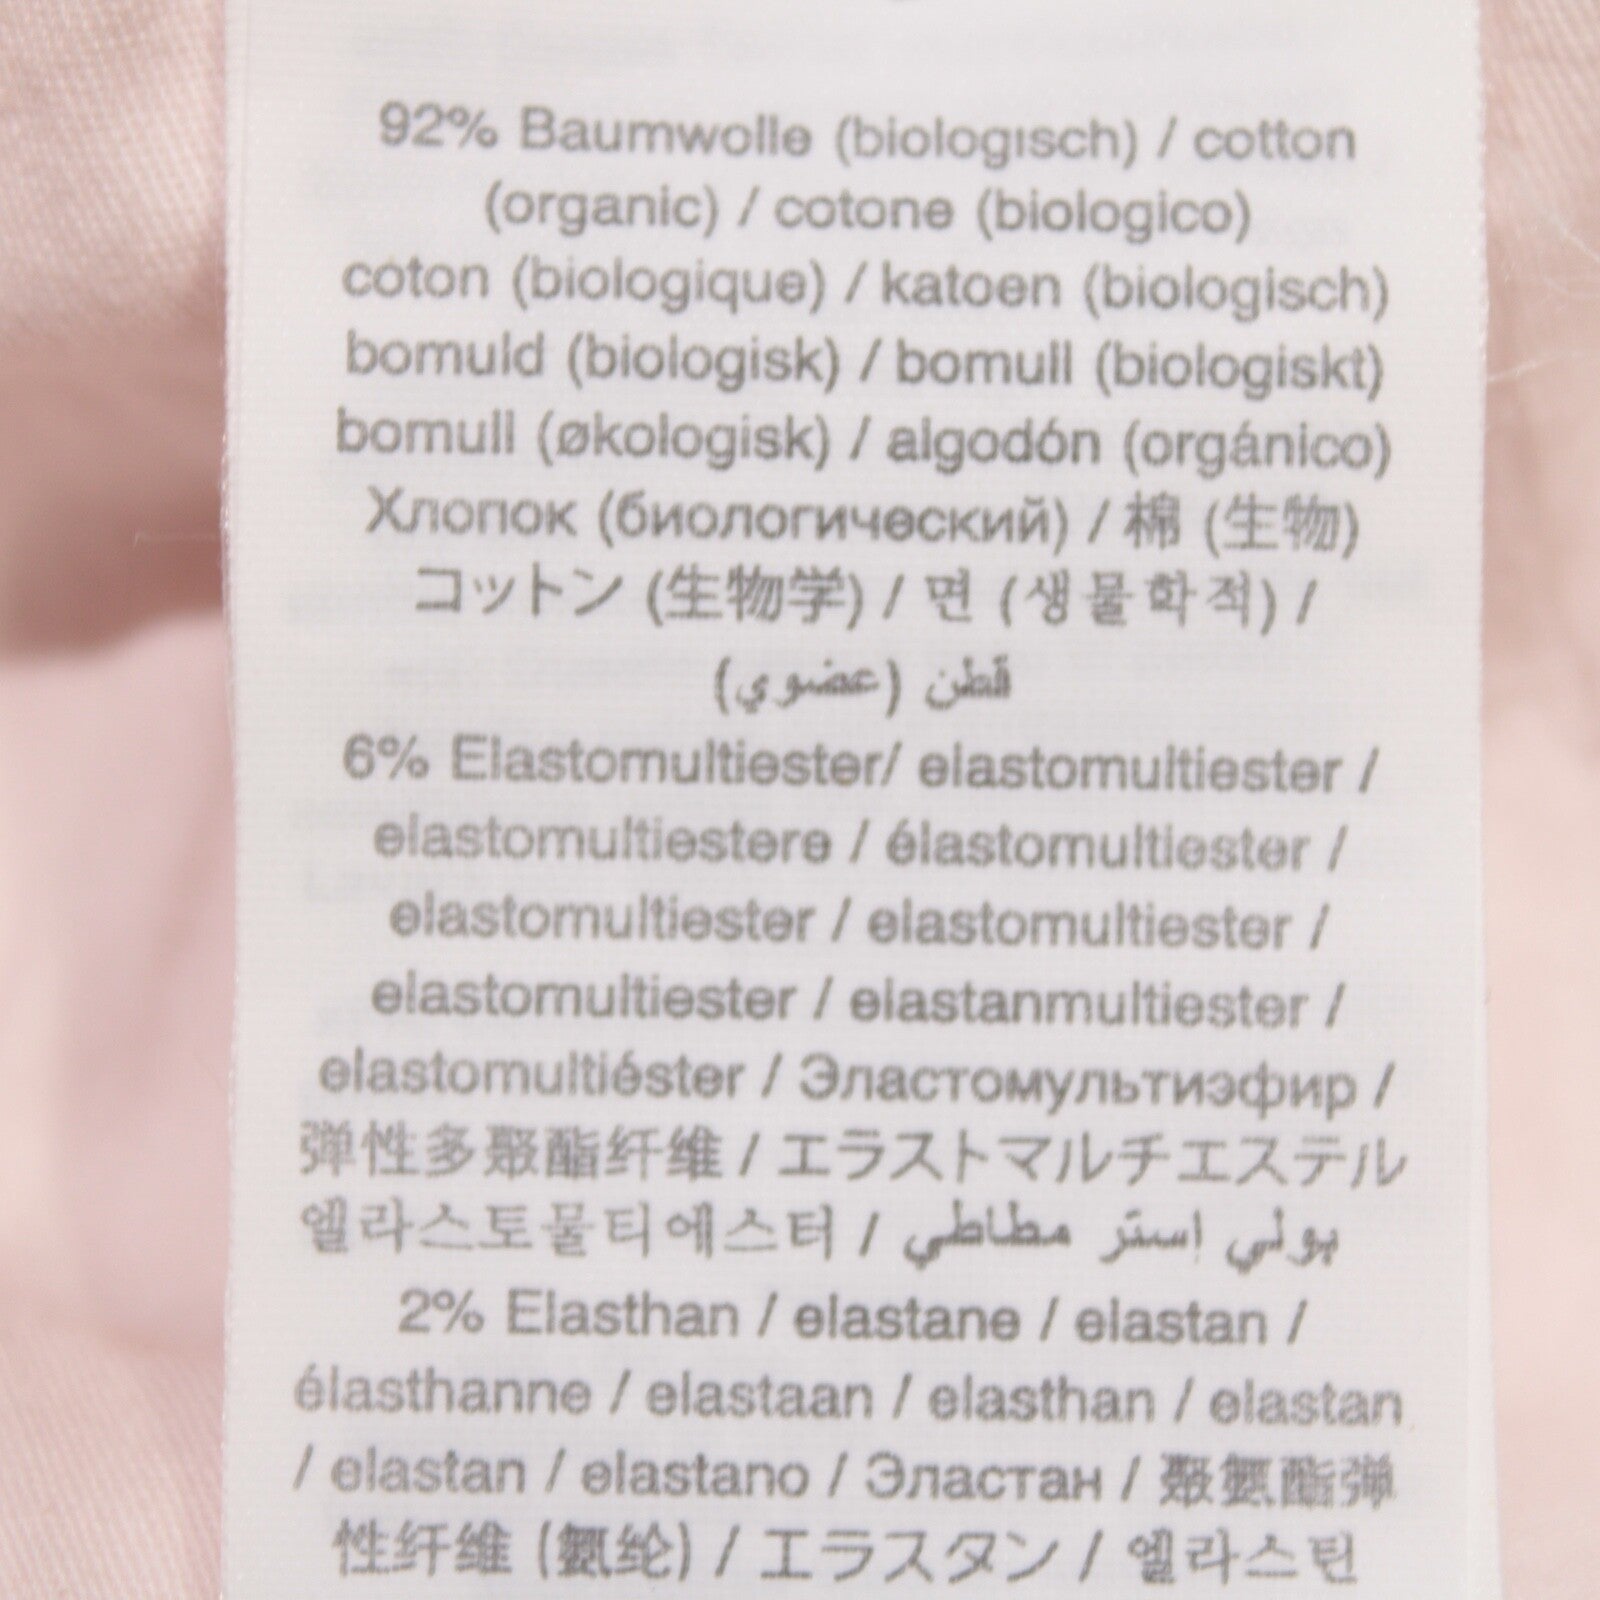 92% Baumwolle (biologisch) / cotton
(organic) / cotone (biologico)
coton (biologique) / katoen (biologisch)
bomuld (biologisk) / bomull (biologiskt)
bomull (økologisk) / algodón (orgánico)
Хлопок (биологический) / 棉 (生物)
コットン (生物学) / 면 (생물학적) /
قطن (عضوي)
6% Elastomultiester/ elastomultiester /
elastomultiestere / élastomultiester /
elastomultiester / elastomultiester /
elastomultiester / elastanmultiester /
elastomultiéster / Эластомультиэфир /
弹性多聚酯纤维 / エラストマルチエステル
엘라스토물티에스터 / بولي إستر مطاطي
2% Elasthan / elastane / elastan /
élasthanne / elastaan / elasthan / elastan
/ elastan / elastano / Эластан / 聚氨酯弹
性纤维 (氨纶) / エラスタン / 엘라스틴